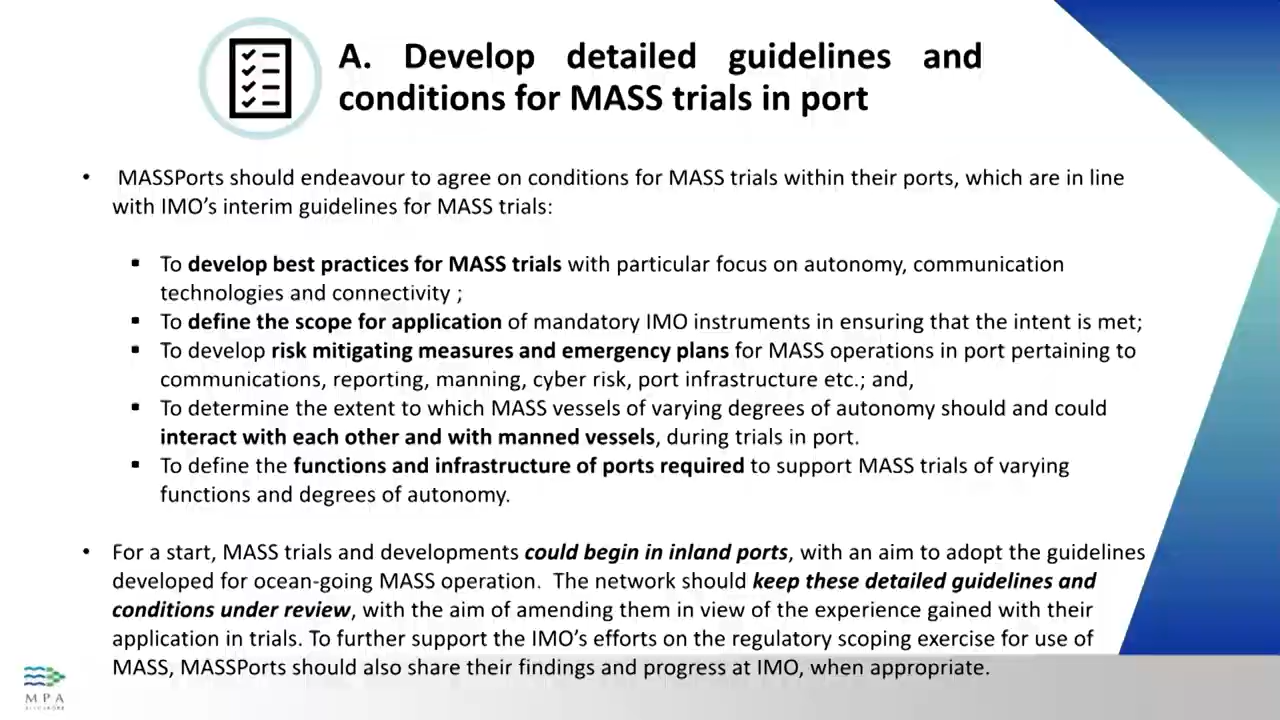 A. Develop detailed guidelines and
conditions for MASS trials in port
• MASSPorts should endeavour to agree on conditions for MASS trials within their ports, which are in line
with IMO’s interim guidelines for MASS trials:
▪ To develop best practices for MASS trials with particular focus on autonomy, communication
technologies and connectivity ;
▪ To define the scope for application of mandatory IMO instruments in ensuring that the intent is met;
▪ To develop risk mitigating measures and emergency plans for MASS operations in port pertaining to
communications, reporting, manning, cyber risk, port infrastructure etc.; and,
▪ To determine the extent to which MASS vessels of varying degrees of autonomy should and could
interact with each other and with manned vessels, during trials in port.
▪ To define the functions and infrastructure of ports required to support MASS trials of varying
functions and degrees of autonomy.
• For a start, MASS trials and developments could begin in inland ports, with an aim to adopt the guidelines
developed for ocean-going MASS operation. The network should keep these detailed guidelines and
conditions under review, with the aim of amending them in view of the experience gained with their
application in trials. To further support the IMO’s efforts on the regulatory scoping exercise for use of
MASS, MASSPorts should also share their findings and progress at IMO, when appropriate.
MPA
SINGAPORE